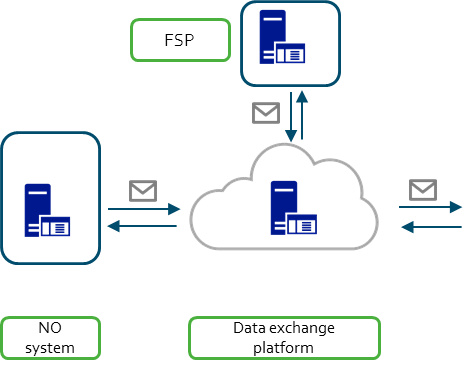 FSP
NO
system
Data exchange
platform